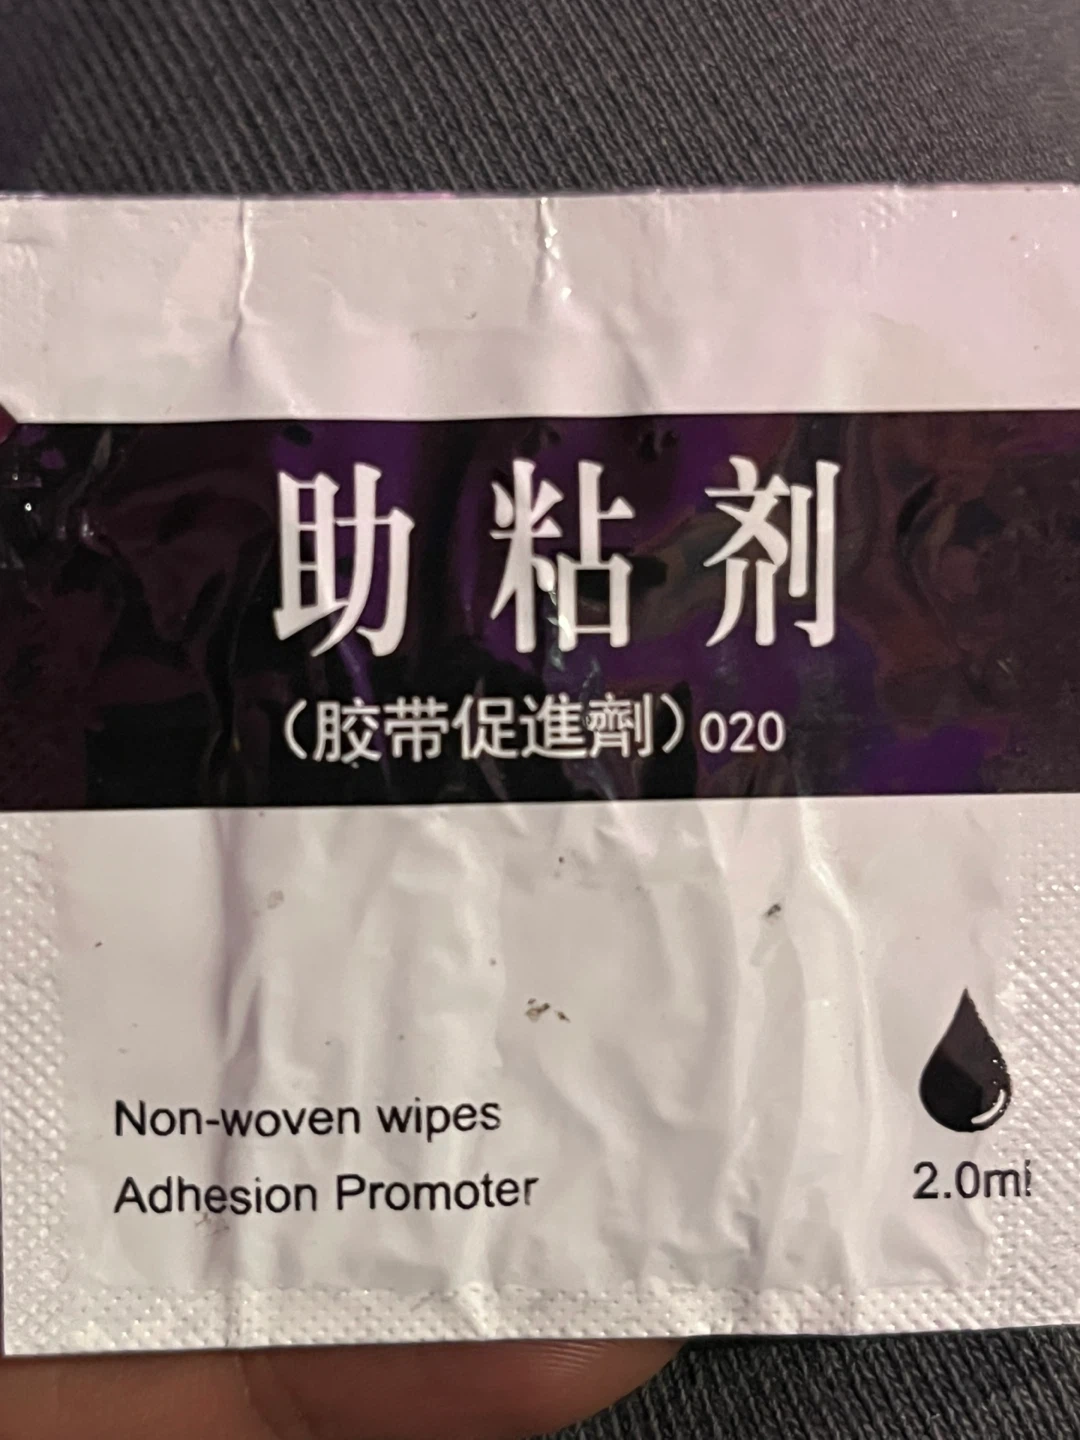 助粘剂
（胶带促進劑）020
Non-woven wipes
Adhesion Promoter
2.0ml